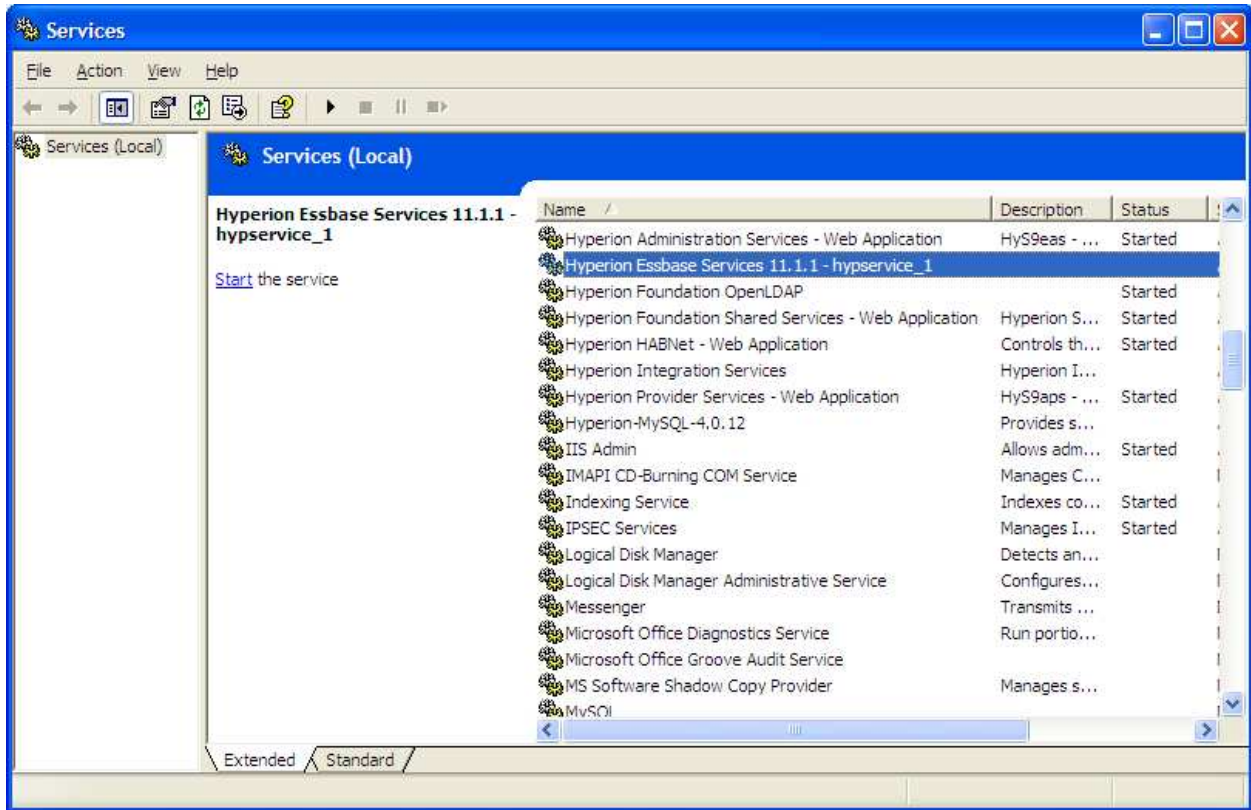 Services
File Action View Help
Services (Local)
Services (Local)
Hyperion Essbase Services 11.1.1 -
hypservice_1
Start the service
Name Description Status
Hyperion Administration Services - Web Application HyS9eas - ... Started
Hyperion Essbase Services 11.1.1 - hypservice_1
Hyperion Foundation OpenLDAP Started
Hyperion Foundation Shared Services - Web Application Hyperion S... Started
Hyperion HABNet - Web Application Controls th... Started
Hyperion Integration Services Hyperion I...
Hyperion Provider Services - Web Application HyS9aps - ... Started
Hyperion-MySQL-4.0.12 Provides s...
IIS Admin Allows adm... Started
IMAPI CD-Burning COM Service Manages C...
Indexing Service Indexes co... Started
IPSEC Services Manages I... Started
Logical Disk Manager Detects an...
Logical Disk Manager Administrative Service Configures...
Messenger Transmits ...
Microsoft Office Diagnostics Service Run portio...
Microsoft Office Groove Audit Service
MS Software Shadow Copy Provider Manages s...
MySQL
Extended Standard